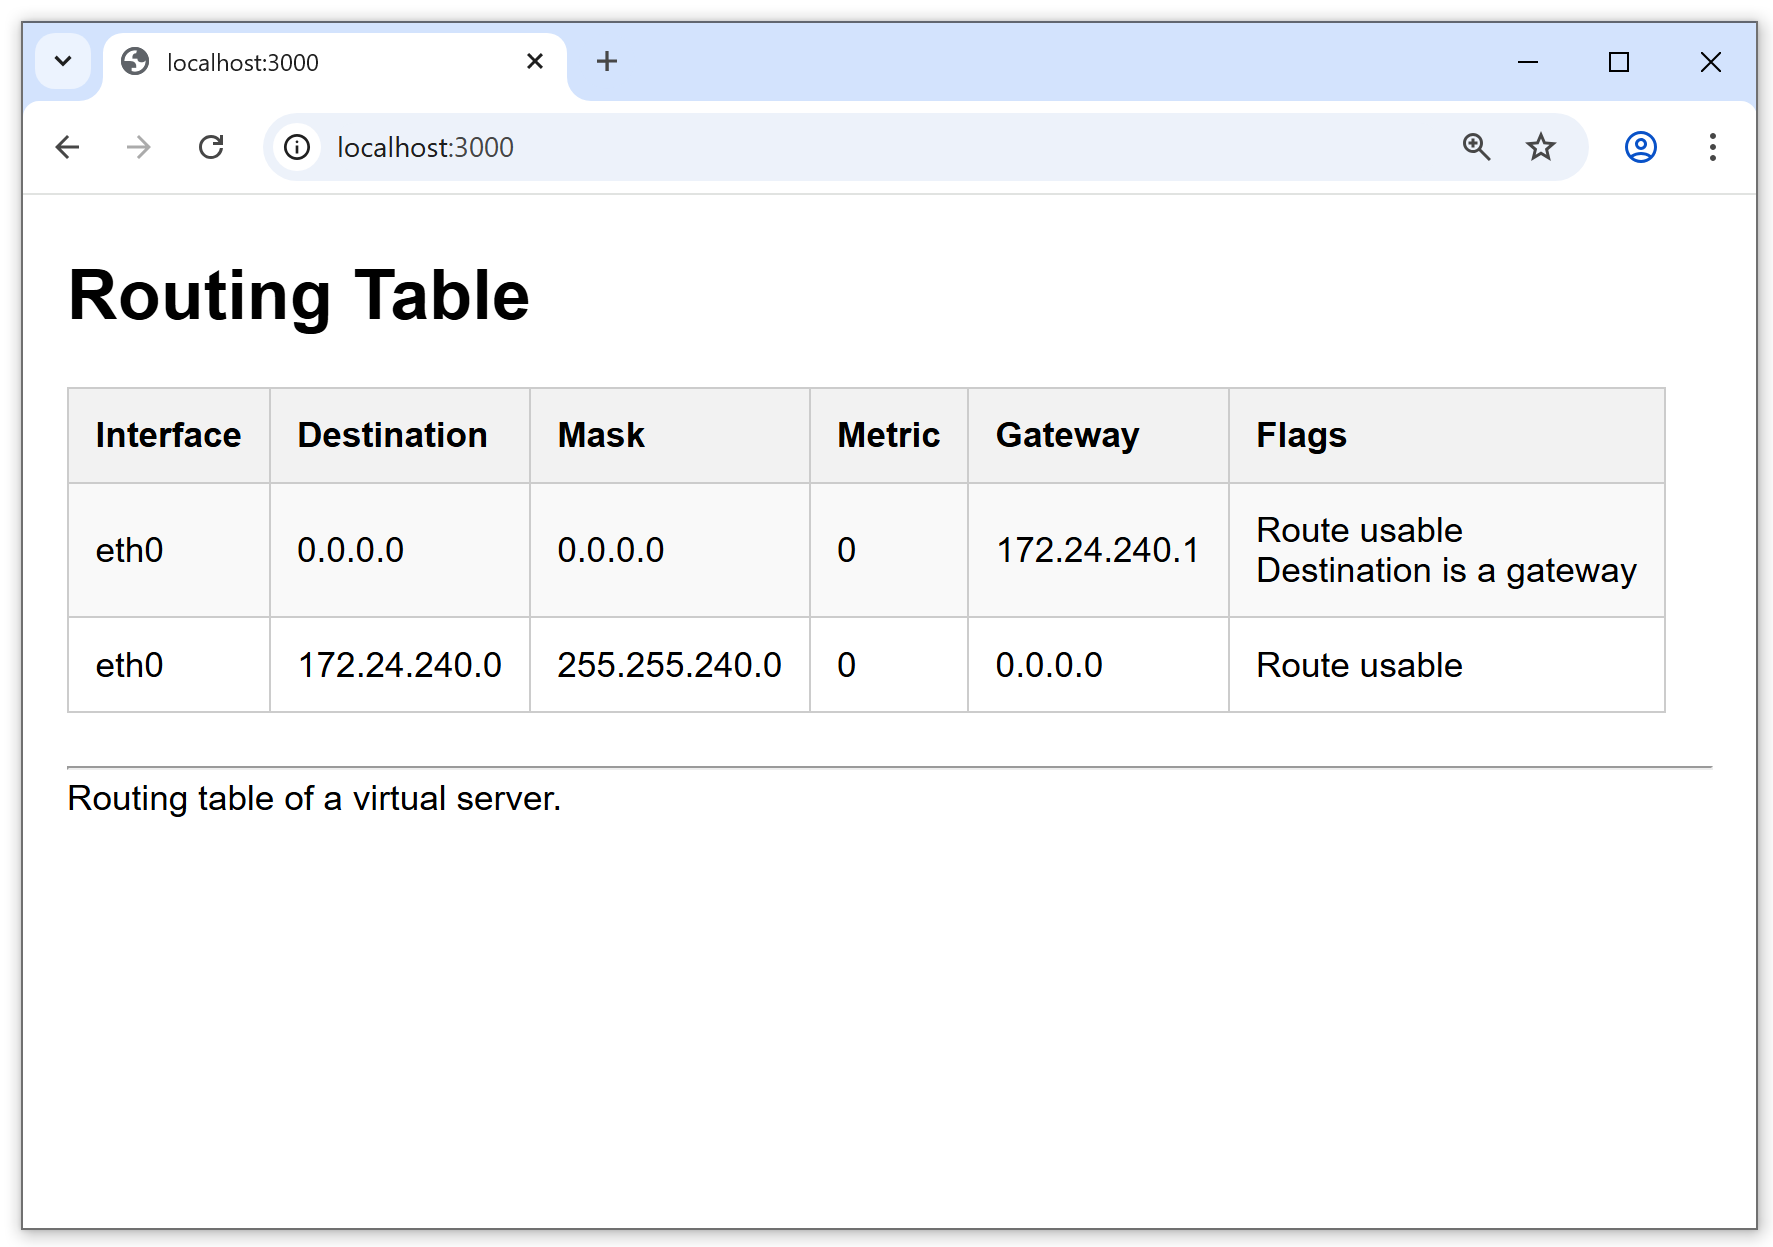 localhost:3000
localhost:3000
Routing Table
Interface Destination Mask Metric Gateway Flags
eth0 0.0.0.0 0.0.0.0 0 172.24.240.1 Route usable
Destination is a gateway
eth0 172.24.240.0 255.255.240.0 0 0.0.0.0 Route usable
Routing table of a virtual server.